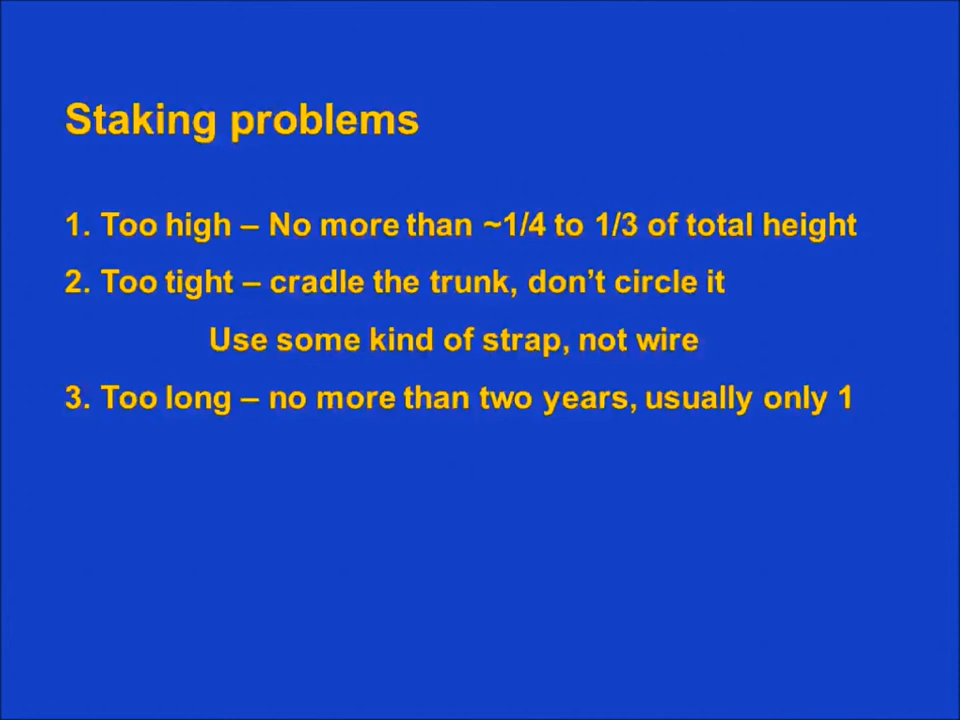 Staking problems
1. Too high – No more than ~1/4 to 1/3 of total height
2. Too tight – cradle the trunk, don’t circle it
Use some kind of strap, not wire
3. Too long – no more than two years, usually only 1